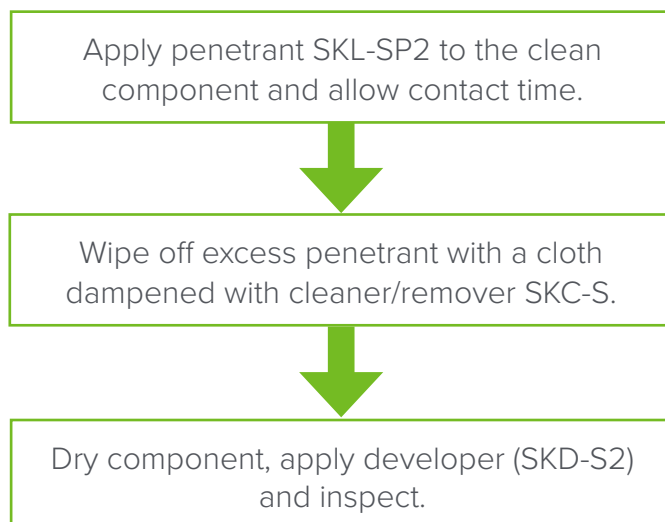 Apply penetrant SKL-SP2 to the clean
component and allow contact time.
Wipe off excess penetrant with a cloth
dampened with cleaner/remover SKC-S.
Dry component, apply developer (SKD-S2)
and inspect.